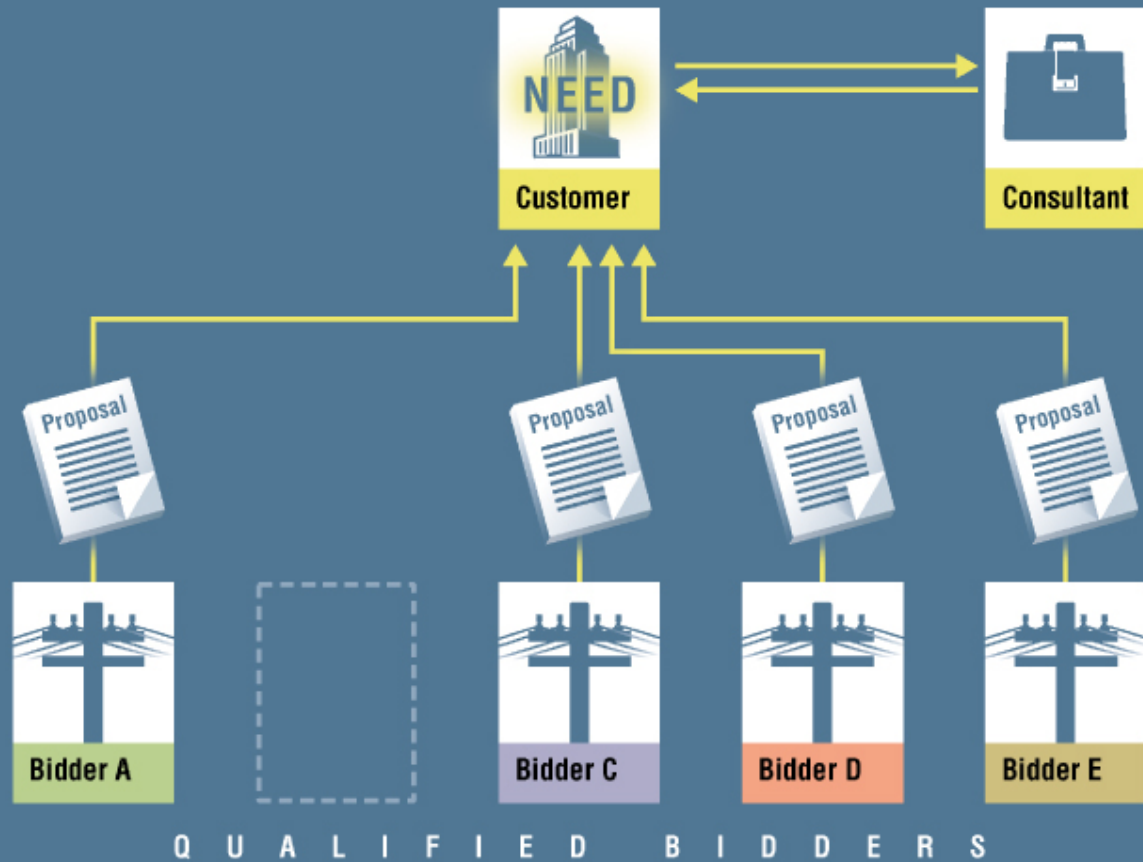 NEED
Customer
Consultant
Proposal
Proposal
Proposal
Proposal
Bidder A
Bidder C
Bidder D
Bidder E
QUALIFIED BIDDERS